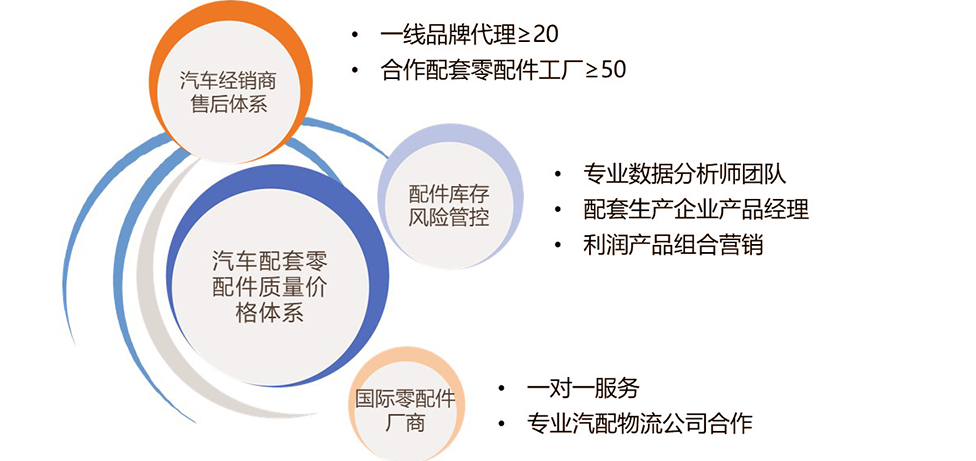 汽车经销商
售后体系
• 一线品牌代理≥20
• 合作配套零配件工厂≥50
配件库存
风险管控
• 专业数据分析师团队
• 配套生产企业产品经理
• 利润产品组合营销
汽车配套零
配件质量价
格体系
国际零配件
厂商
• 一对一服务
• 专业汽配物流公司合作